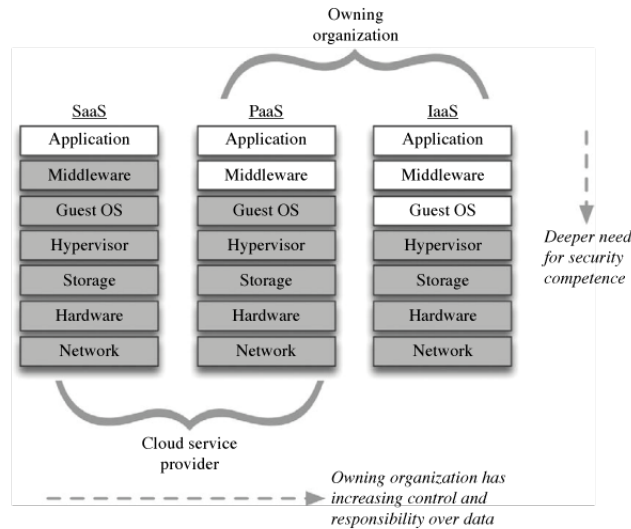 Owning
organization
SaaS
PaaS
IaaS
Application
Application
Application
Middleware
Middleware
Middleware
Guest OS
Guest OS
Guest OS
Hypervisor
Hypervisor
Hypervisor
Storage
Storage
Storage
Hardware
Hardware
Hardware
Network
Network
Network
Deeper need
for security
competence
Cloud service
provider
Owning organization has
increasing control and
responsibility over data